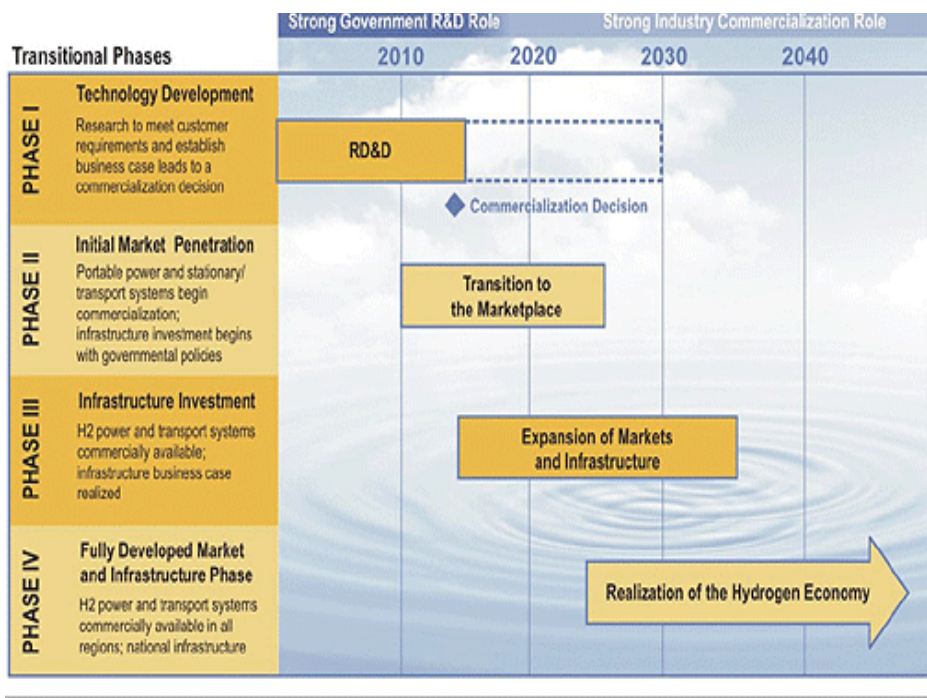 Strong Government R&D Role Strong Industry Commercialization Role
Transitional Phases 2010 2020 2030 2040
PHASE I
Technology Development
Research to meet customer
requirements and establish
business case leads to a
commercialization decision
RD&D
Commercialization Decision
PHASE II
Initial Market Penetration
Portable power and stationary/
transport systems begin
commercialization;
infrastructure investment begins
with governmental policies
Transition to
the Marketplace
PHASE III
Infrastructure Investment
H2 power and transport systems
commercially available;
infrastructure business case
realized
Expansion of Markets
and Infrastructure
PHASE IV
Fully Developed Market
and Infrastructure Phase
H2 power and transport systems
commercially available in all
regions; national infrastructure
Realization of the Hydrogen Economy